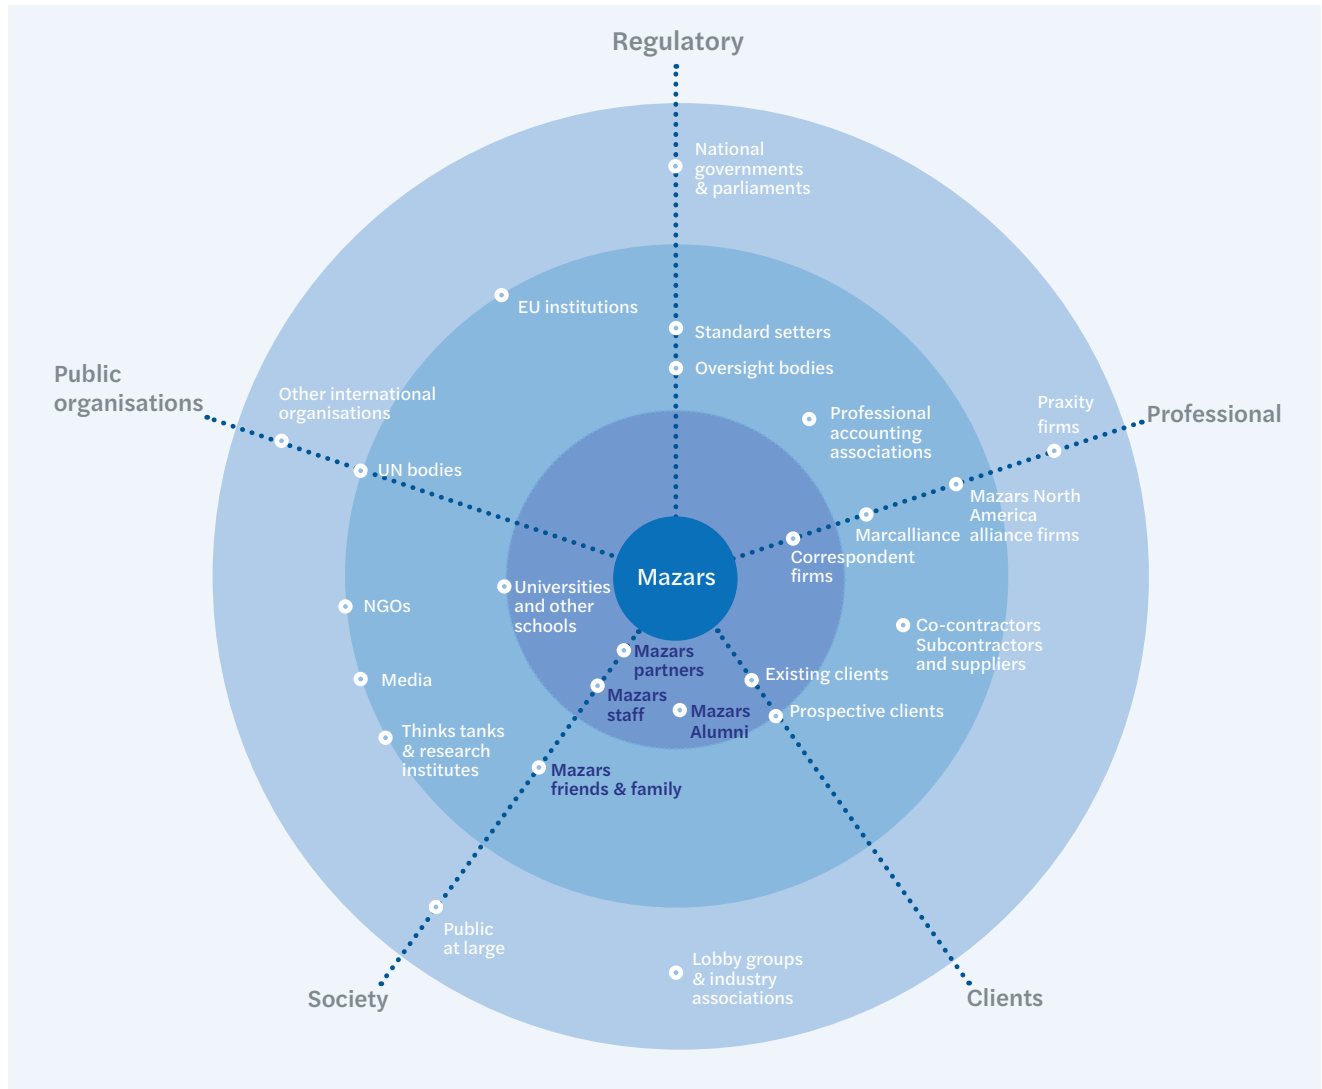 Regulatory
National
governments
& parliaments
EU institutions
Standard setters
Oversight bodies
Public
organisations
Other international
organisations
UN bodies
Professional
accounting
associations
Praxity
firms
Professional
Mazars North
America
alliance firms
Marcalliance
Correspondent
firms
Mazars
Universities
and other
schools
NGOs
Media
Thinks tanks
& research
institutes
Mazars
partners
Mazars
staff
Mazars
Alumni
Mazars
friends & family
Existing clients
Prospective clients
Co-contractors
Subcontractors
and suppliers
Public
at large
Lobby groups
& industry
associations
Society
Clients